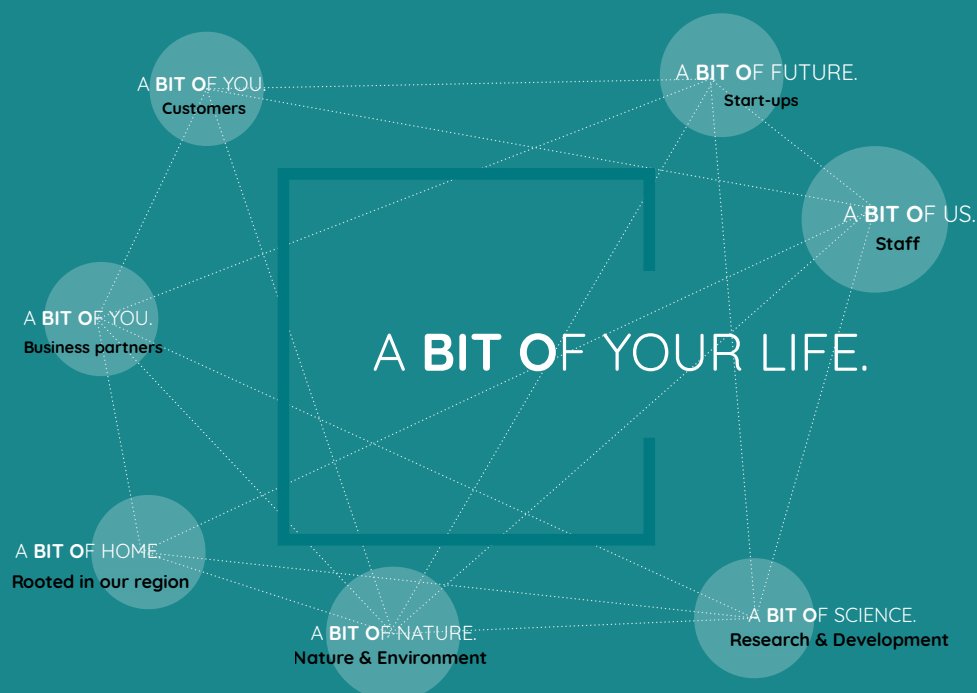 A BIT OF FUTURE.
Start-ups
A BIT OF YOU.
Customers
A BIT OF US.
Staff
A BIT OF YOU.
Business partners
A BIT OF YOUR LIFE.
A BIT OF HOME.
Rooted in our region
A BIT OF NATURE.
Nature & Environment
A BIT OF SCIENCE.
Research & Development